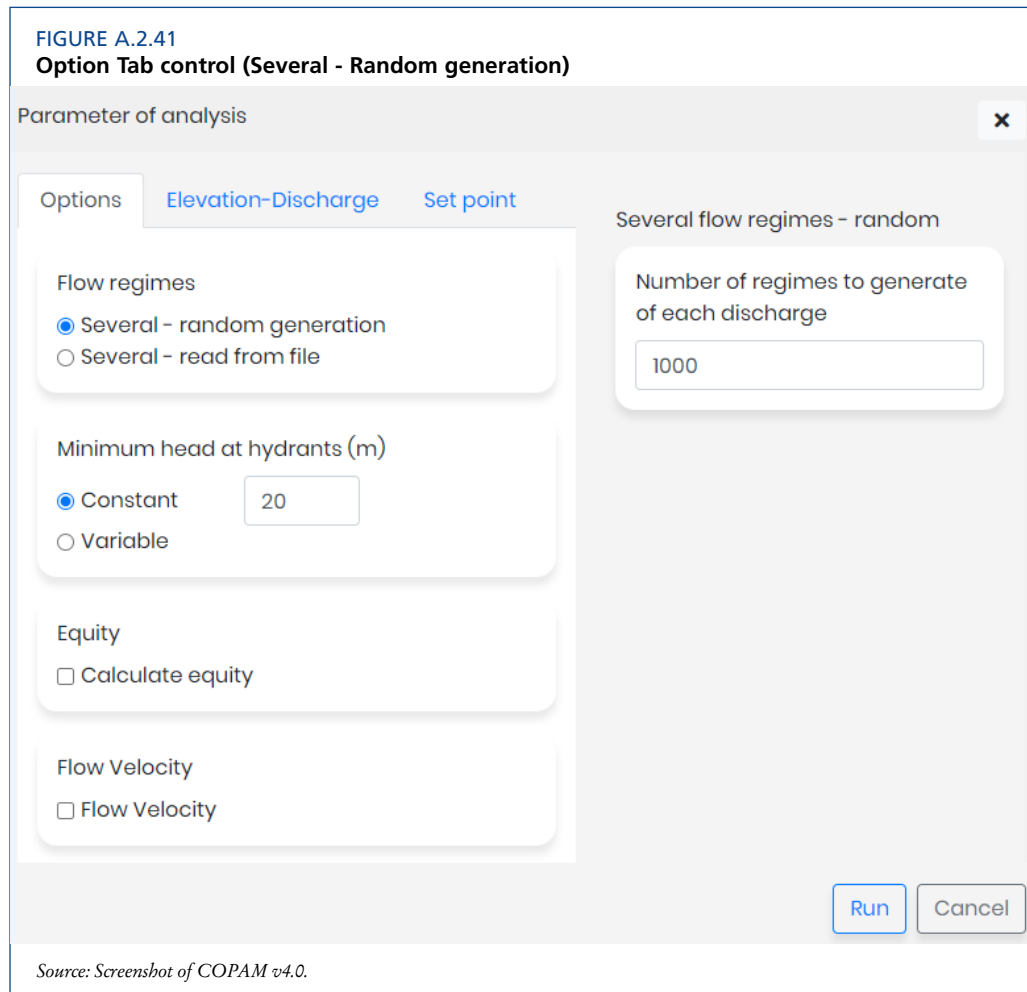 FIGURE A.2.41
Option Tab control (Several - Random generation)
Parameter of analysis
Options Elevation-Discharge Set point
Flow regimes
Several - random generation
Several - read from file
Minimum head at hydrants (m)
Constant 20
Variable
Equity
Calculate equity
Flow Velocity
Flow Velocity
Several flow regimes - random
Number of regimes to generate
of each discharge
1000
Run Cancel
Source: Screenshot of COPAM v4.0.